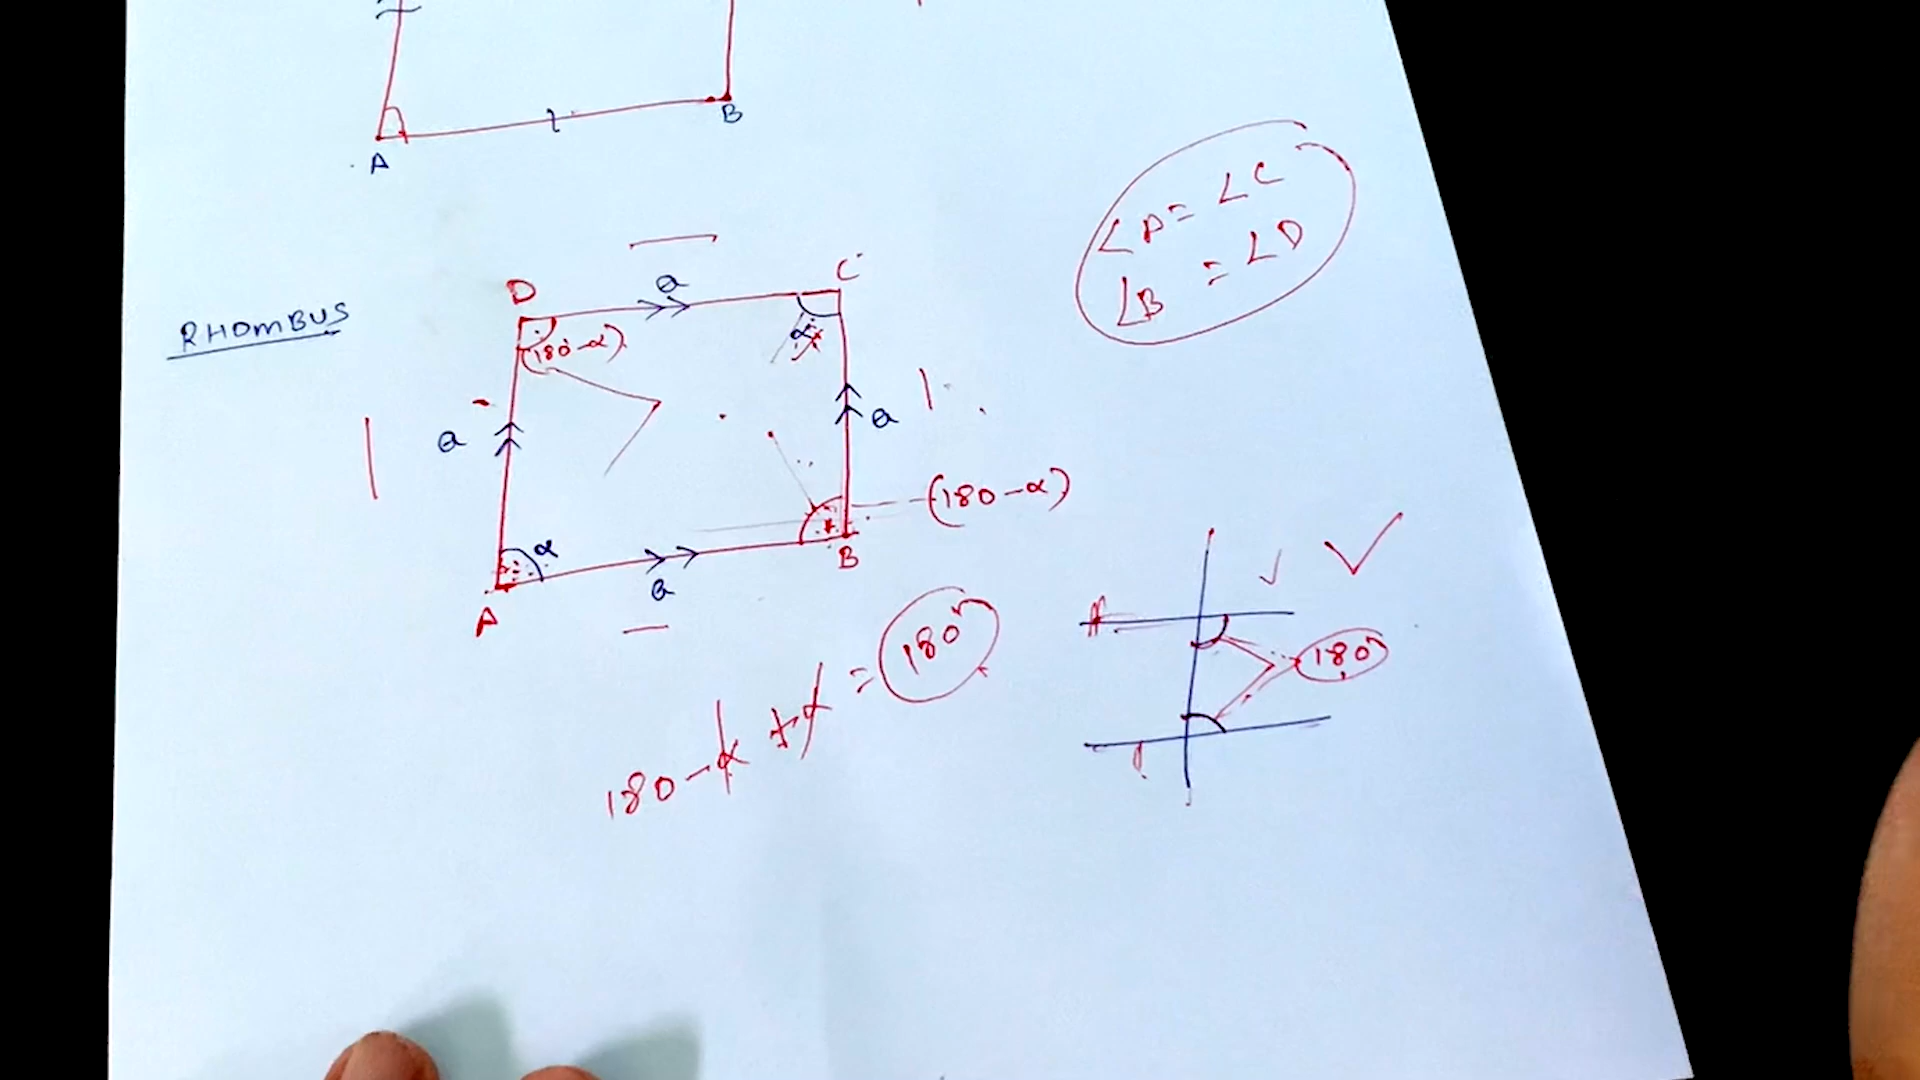 A
B
∠A = ∠C
∠B = ∠D
RHOMBUS
D
a
C
(180-α)
α
a
a
(180-α)
α
B
a
A
180°
180-α+α = 180°